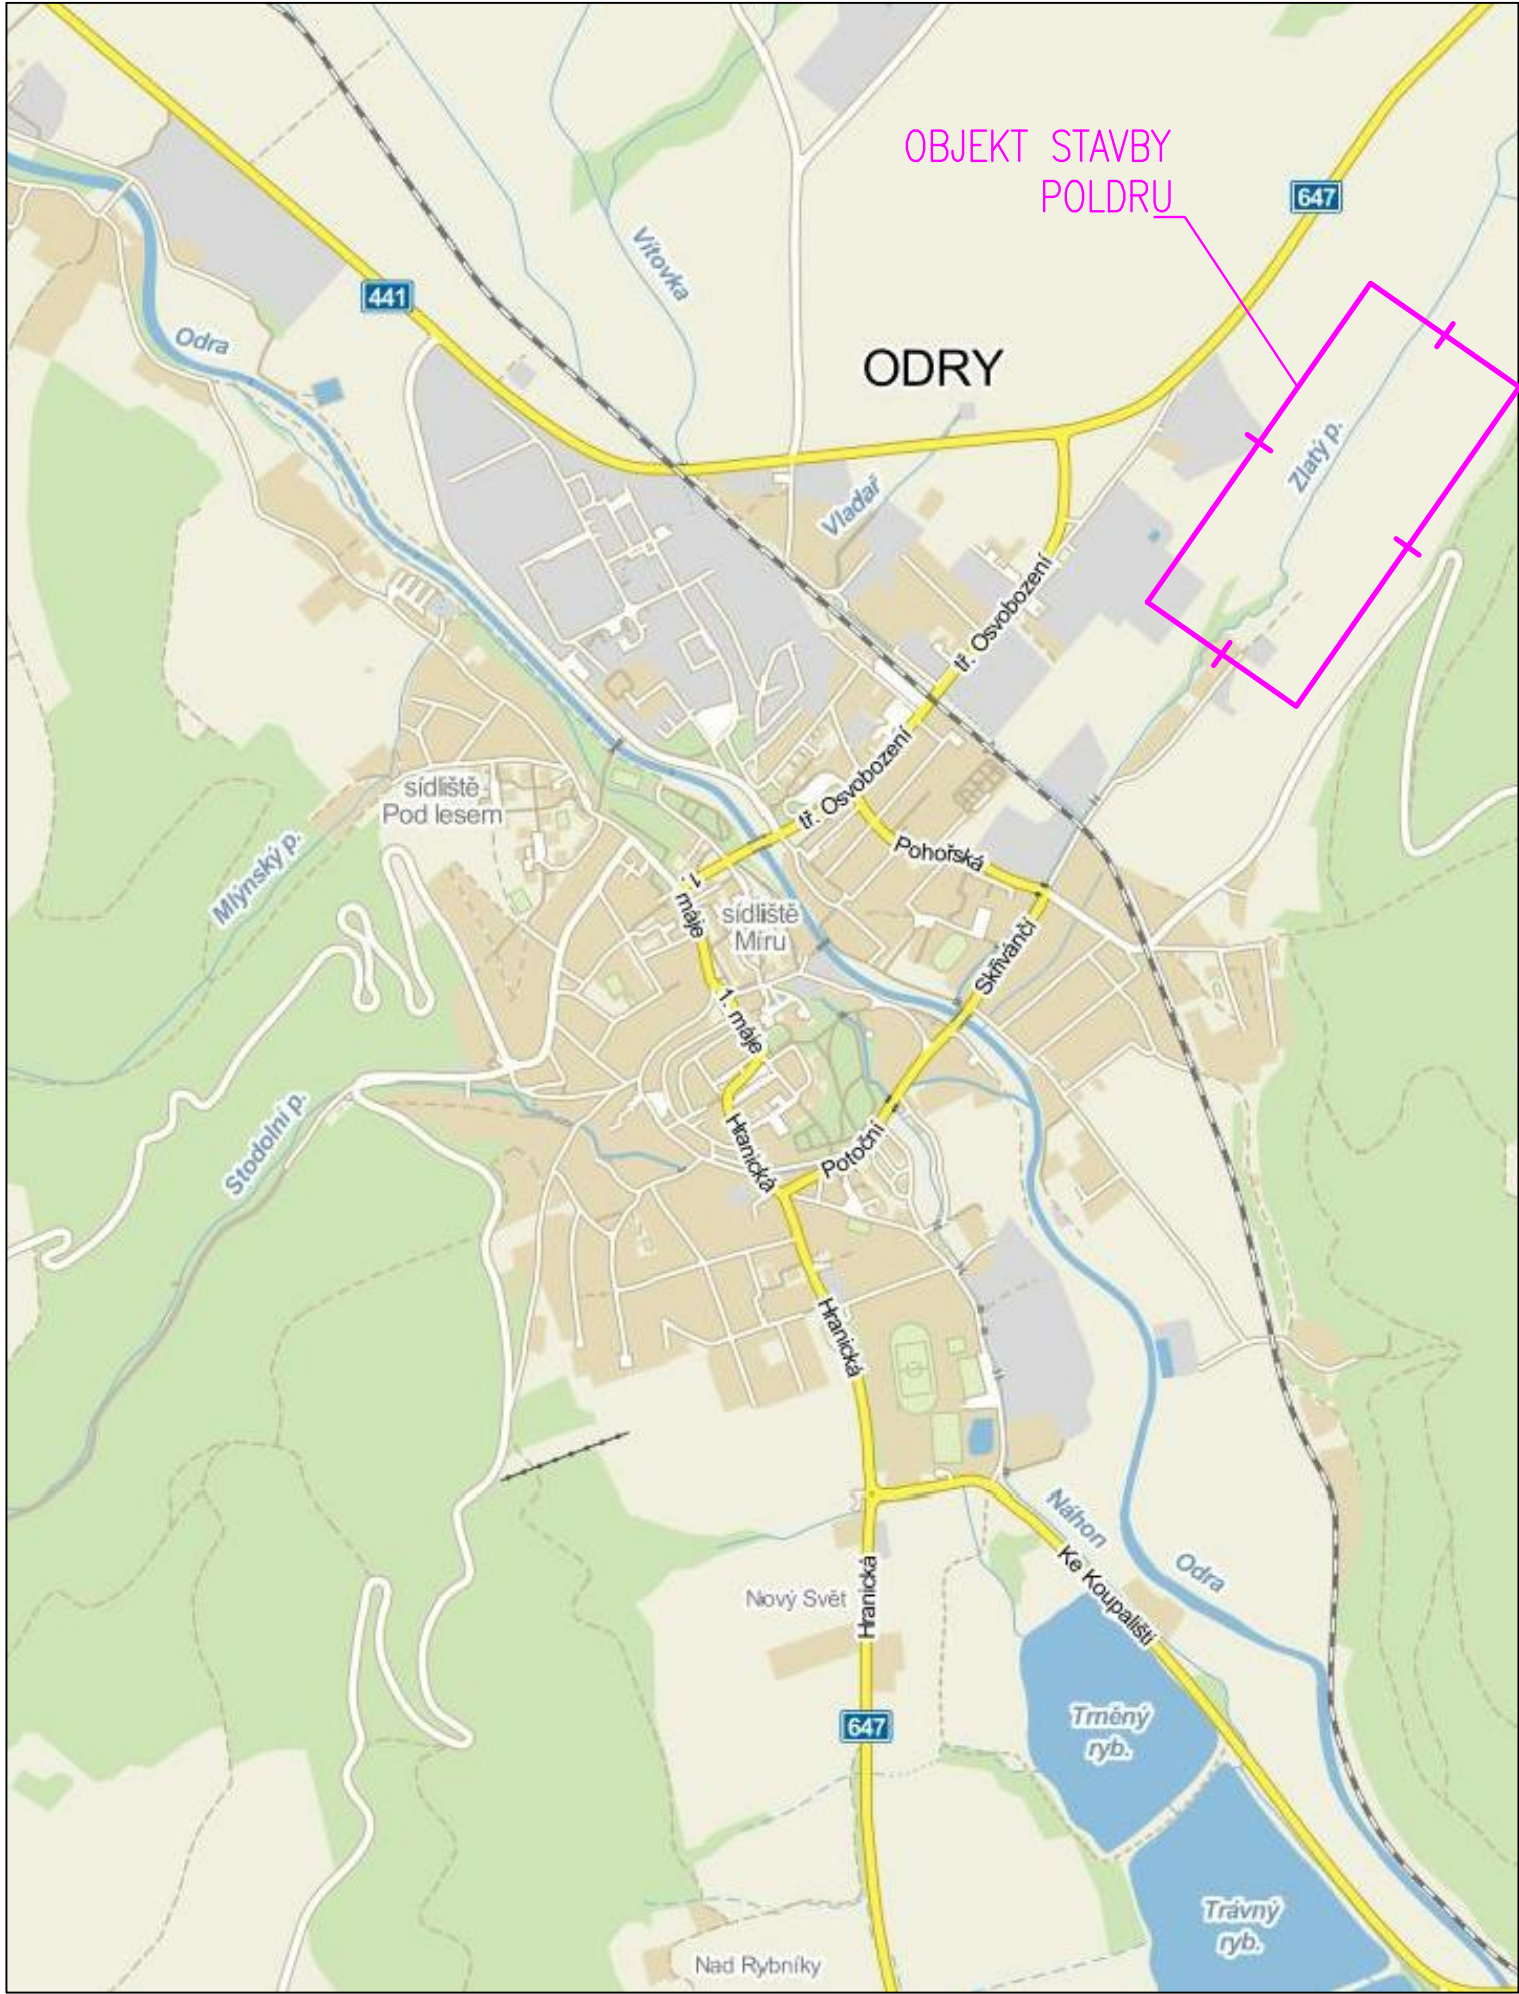 OBJEKT STAVBY
POLDRU
647
Vítovka
441
Odra
ODRY
Zlatý p.
Vladař
tř. Osvobození
tř. Osvobození
sídliště
Pod lesem
Pohořská
Mlýnský p.
1.
máje
sídliště
Míru
Skřivánčí
1. máje
Stodolní p.
Hranická
Potoční
Hranická
Náhon
Odra
Ke Koupališti
Nový Svět
Hranická
647
Trněný
ryb.
Trávný
ryb.
Nad Rybníky